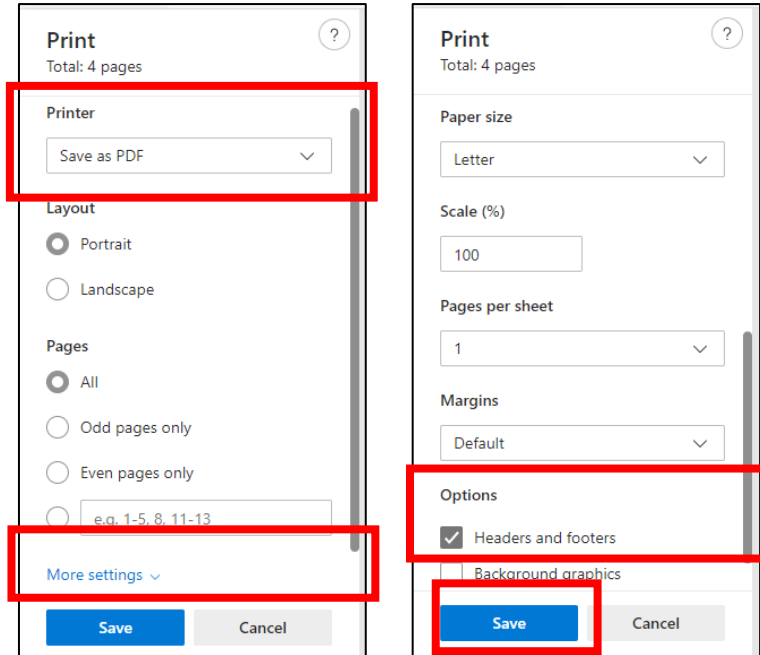 Print
?
Total: 4 pages
Printer
Save as PDF
Layout
Portrait
Landscape
Pages
All
Odd pages only
Even pages only
e.g. 1-5, 8, 11-13
More settings
Save Cancel
Print
?
Total: 4 pages
Paper size
Letter
Scale (%)
100
Pages per sheet
1
Margins
Default
Options
Headers and footers
Background graphics
Save Cancel